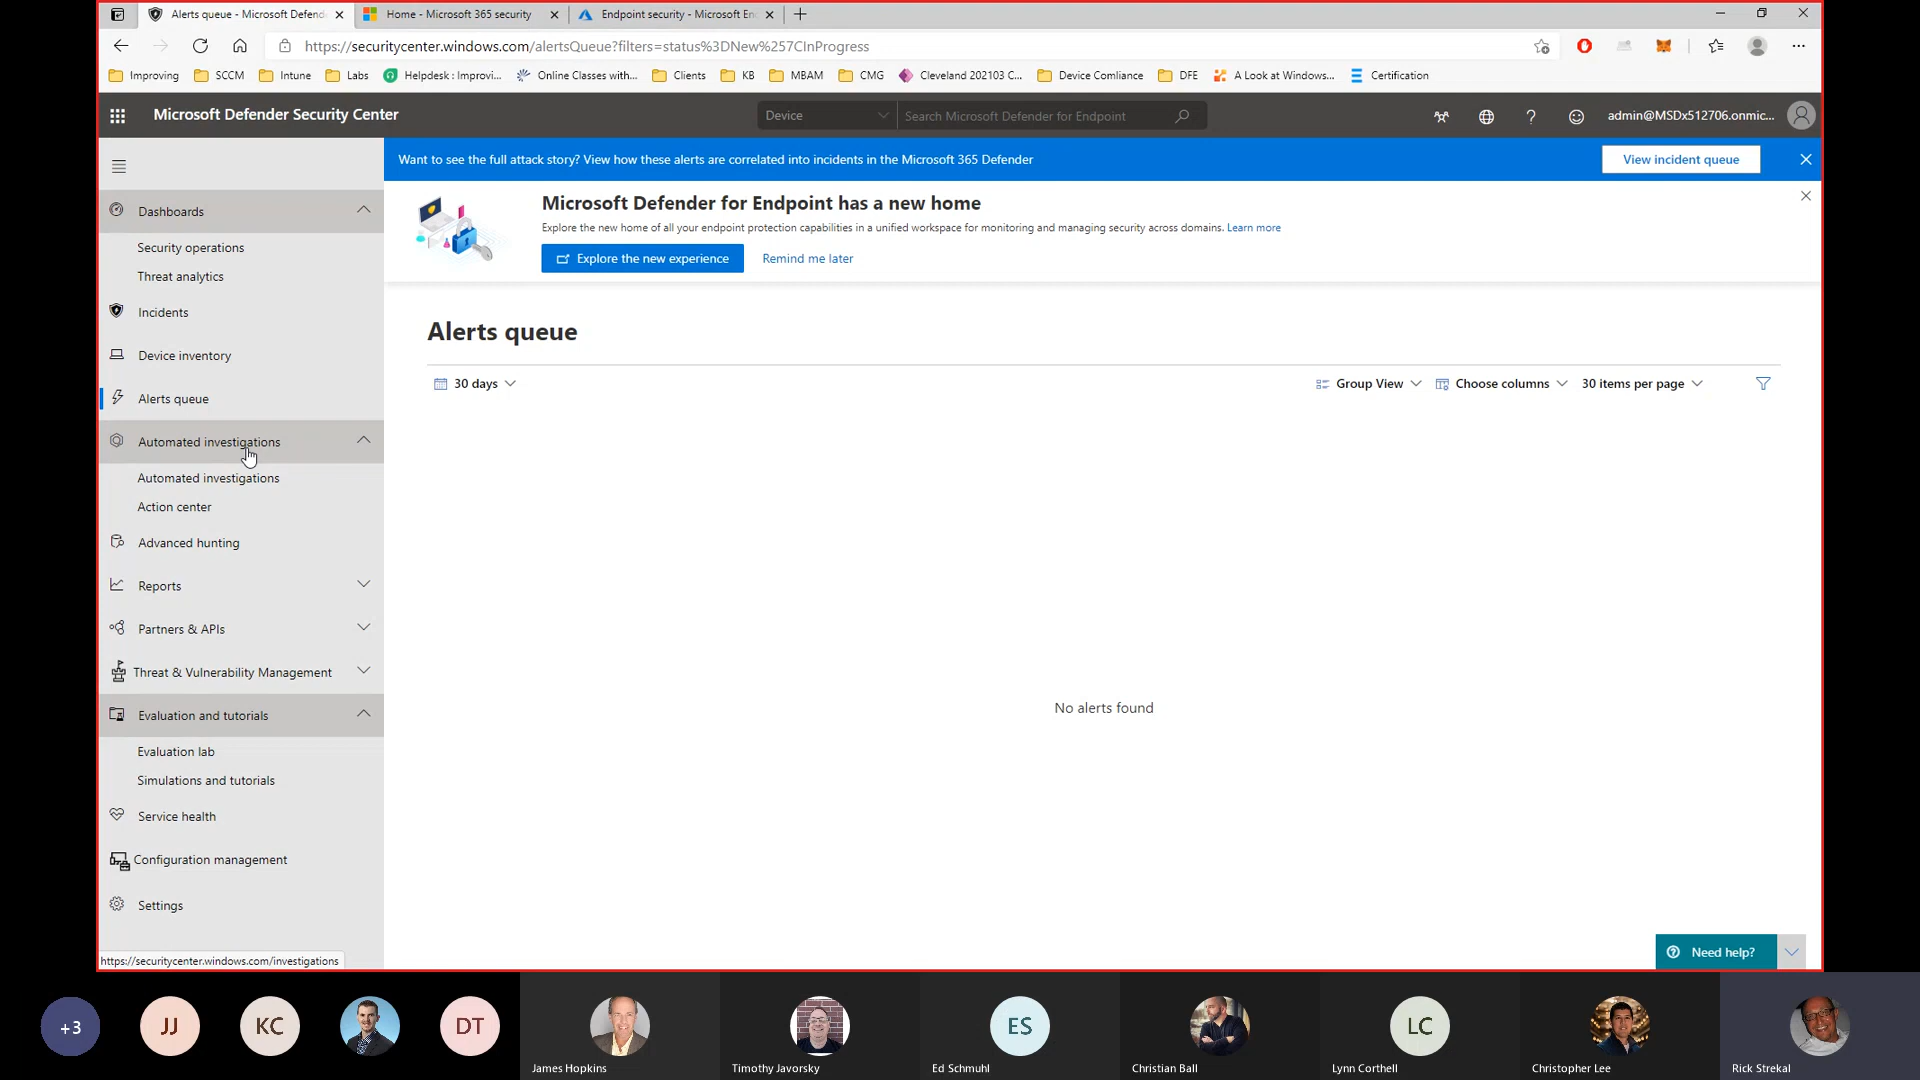 Alerts queue - Microsoft Defend
Home - Microsoft 365 security
Endpoint security - Microsoft En
https://securitycenter.windows.com/alertsQueue?filters=status%3DNew%257CInProgress
Improving
SCCM
Intune
Labs
Helpdesk : Improvi...
Online Classes with...
Clients
KB
MBAM
CMG
Cleveland 202103 C...
Device Comliance
DFE
A Look at Windows...
Certification
Microsoft Defender Security Center
Device
Search Microsoft Defender for Endpoint
?
admin@MSDx512706.onmic...
Want to see the full attack story? View how these alerts are correlated into incidents in the Microsoft 365 Defender
View incident queue
Microsoft Defender for Endpoint has a new home
Explore the new home of all your endpoint protection capabilities in a unified workspace for monitoring and managing security across domains. Learn more
Explore the new experience
Remind me later
Dashboards
Security operations
Threat analytics
Incidents
Device inventory
Alerts queue
Automated investigations
Automated investigations
Action center
Advanced hunting
Reports
Partners & APIs
Threat & Vulnerability Management
Evaluation and tutorials
Evaluation lab
Simulations and tutorials
Service health
Configuration management
Settings
https://securitycenter.windows.com/investigations
Alerts queue
30 days
Group View
Choose columns
30 items per page
No alerts found
Need help?
+3
JJ
KC
DT
ES
LC
James Hopkins
Timothy Javorsky
Ed Schmuhl
Christian Ball
Lynn Corthell
Christopher Lee
Rick Strekal